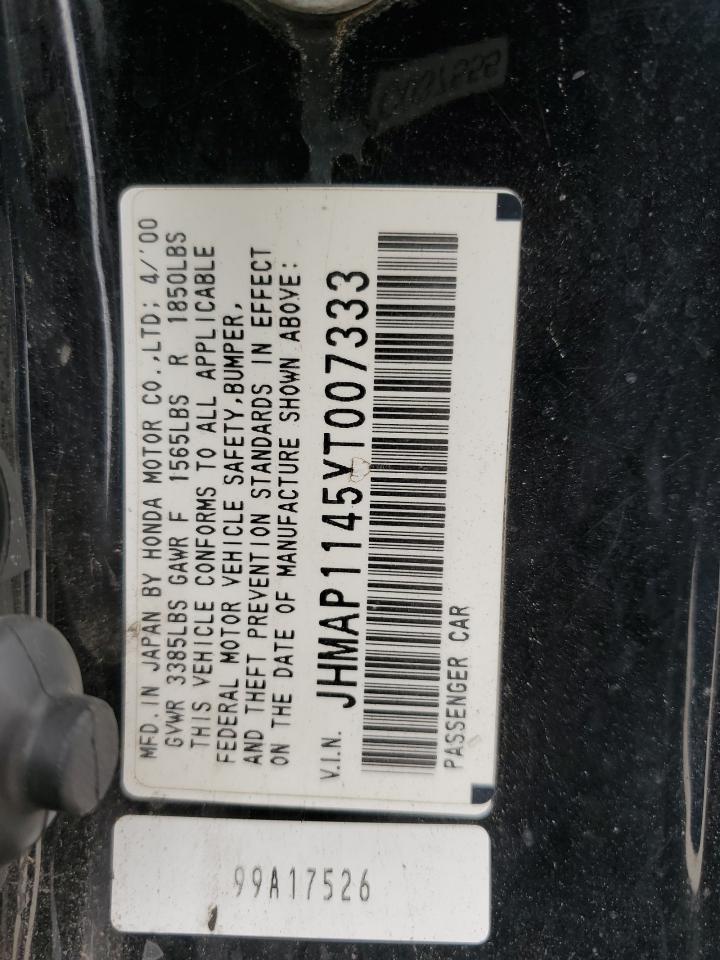 MFD.IN JAPAN BY HONDA MOTOR CO.,LTD; 4/'00
GVWR 3385LBS GAWR F 1565LBS R 1850LBS
THIS VEHICLE CONFORMS TO ALL APPLICABLE
FEDERAL MOTOR VEHICLE SAFETY,BUMPER,
AND THEFT PREVENTION STANDARDS IN EFFECT
ON THE DATE OF MANUFACTURE SHOWN ABOVE:
V.I.N. JHMAP1145YT007333
PASSENGER CAR
99A17526